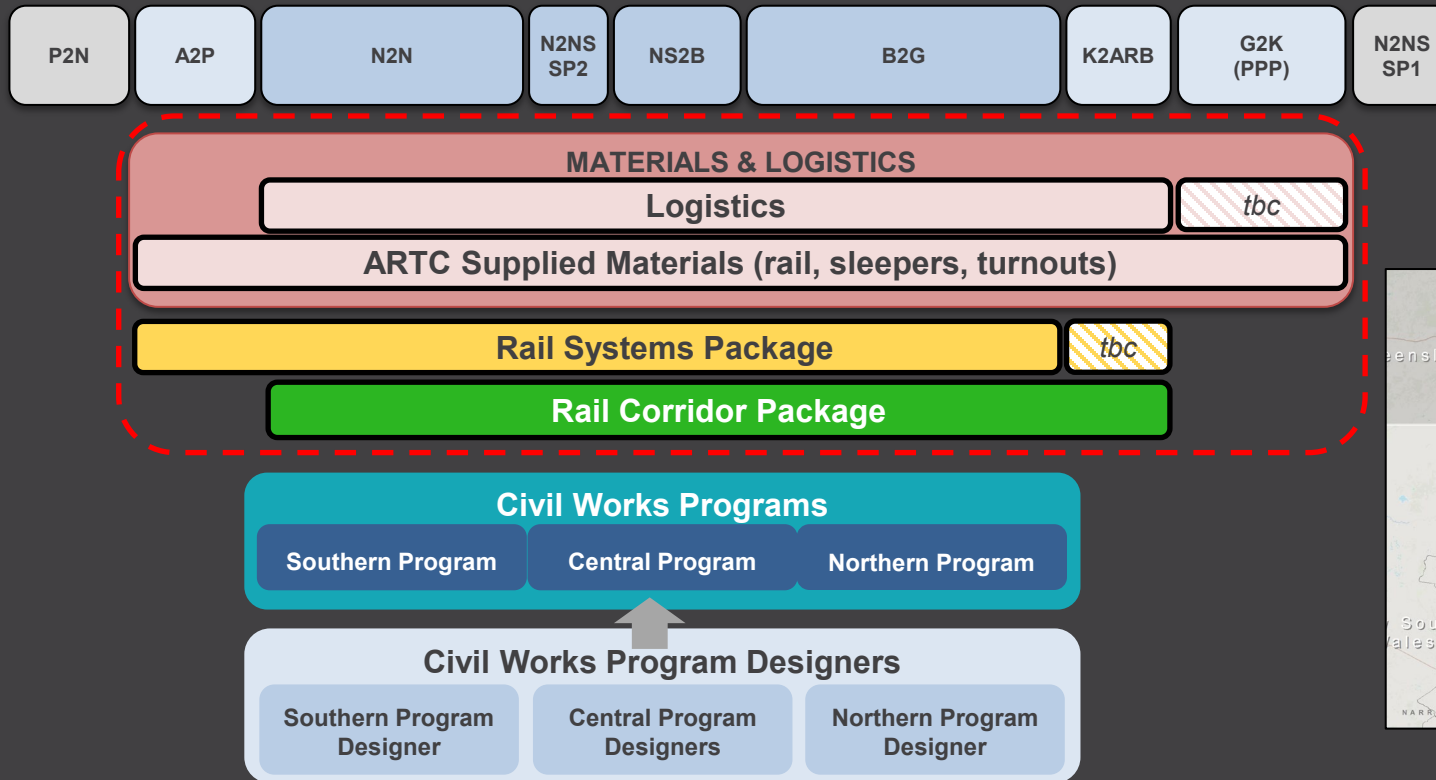 P2N
A2P
N2N
N2NS
SP2
NS2B
B2G
K2ARB
G2K
(PPP)
N2NS
SP1
MATERIALS & LOGISTICS
Logistics
tbc
ARTC Supplied Materials (rail, sleepers, turnouts)
Rail Systems Package
tbc
Rail Corridor Package
Civil Works Programs
Southern Program
Central Program
Northern Program
Civil Works Program Designers
Southern Program
Designer
Central Program
Designers
Northern Program
Designer